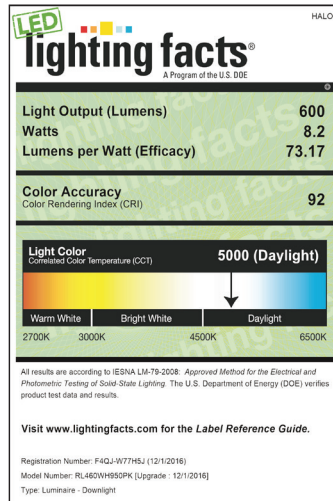 HALO
LED
lighting facts®
A Program of the U.S. DOE
Light Output (Lumens) 600
Watts 8.2
Lumens per Watt (Efficacy) 73.17
Color Accuracy
Color Rendering Index (CRI) 92
Light Color
Correlated Color Temperature (CCT) 5000 (Daylight)
Warm White Bright White Daylight
2700K 3000K 4500K 6500K
All results are according to IESNA LM-79-2008: Approved Method for the Electrical and
Photometric Testing of Solid-State Lighting. The U.S. Department of Energy (DOE) verifies
product test data and results.
Visit www.lightingfacts.com for the Label Reference Guide.
Registration Number: F4QJ-W77H5J (12/1/2016)
Model Number: RL460WH950PK [Upgrade : 12/1/2016]
Type: Luminaire - Downlight